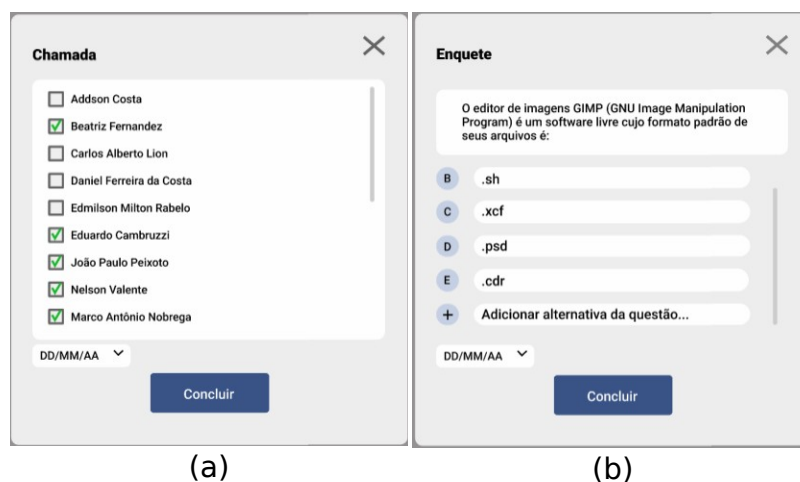 Chamada
Addson Costa
Beatriz Fernandez
Carlos Alberto Lion
Daniel Ferreira da Costa
Edmilson Milton Rabelo
Eduardo Cambruzzi
João Paulo Peixoto
Nelson Valente
Marco Antônio Nobrega
DD/MM/AA
Concluir
(a)
Enquete
O editor de imagens GIMP (GNU Image Manipulation
Program) é um software livre cujo formato padrão de
seus arquivos é:
B .sh
C .xcf
D .psd
E .cdr
+ Adicionar alternativa da questão...
DD/MM/AA
Concluir
(b)